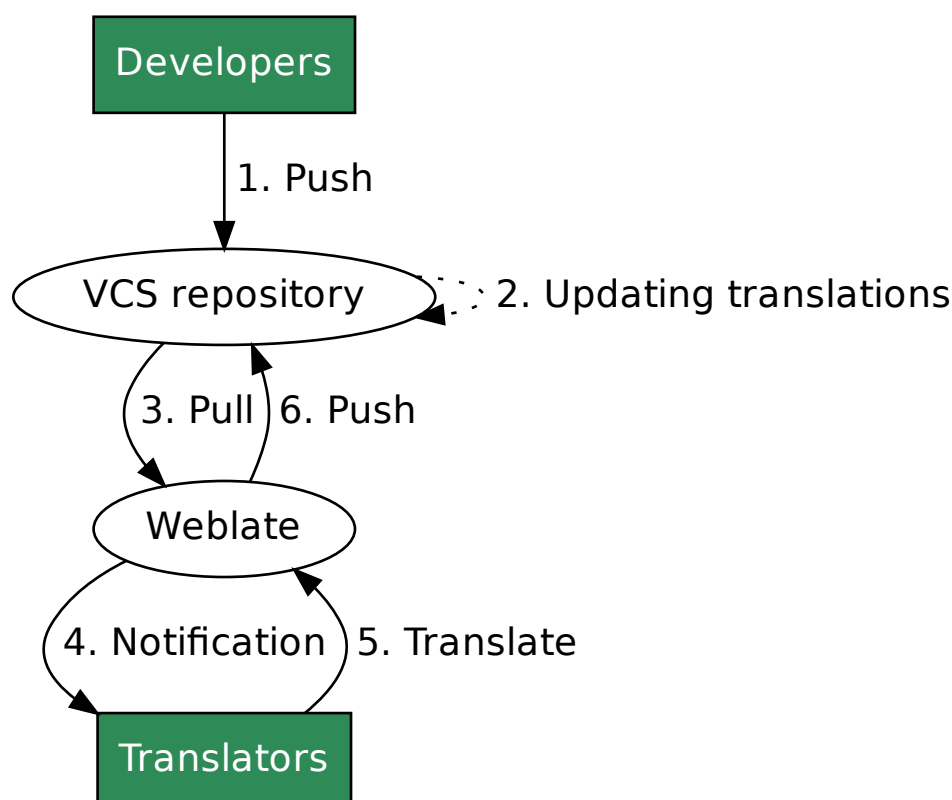 Developers
1. Push
VCS repository
2. Updating translations
3. Pull
6. Push
Weblate
4. Notification
5. Translate
Translators